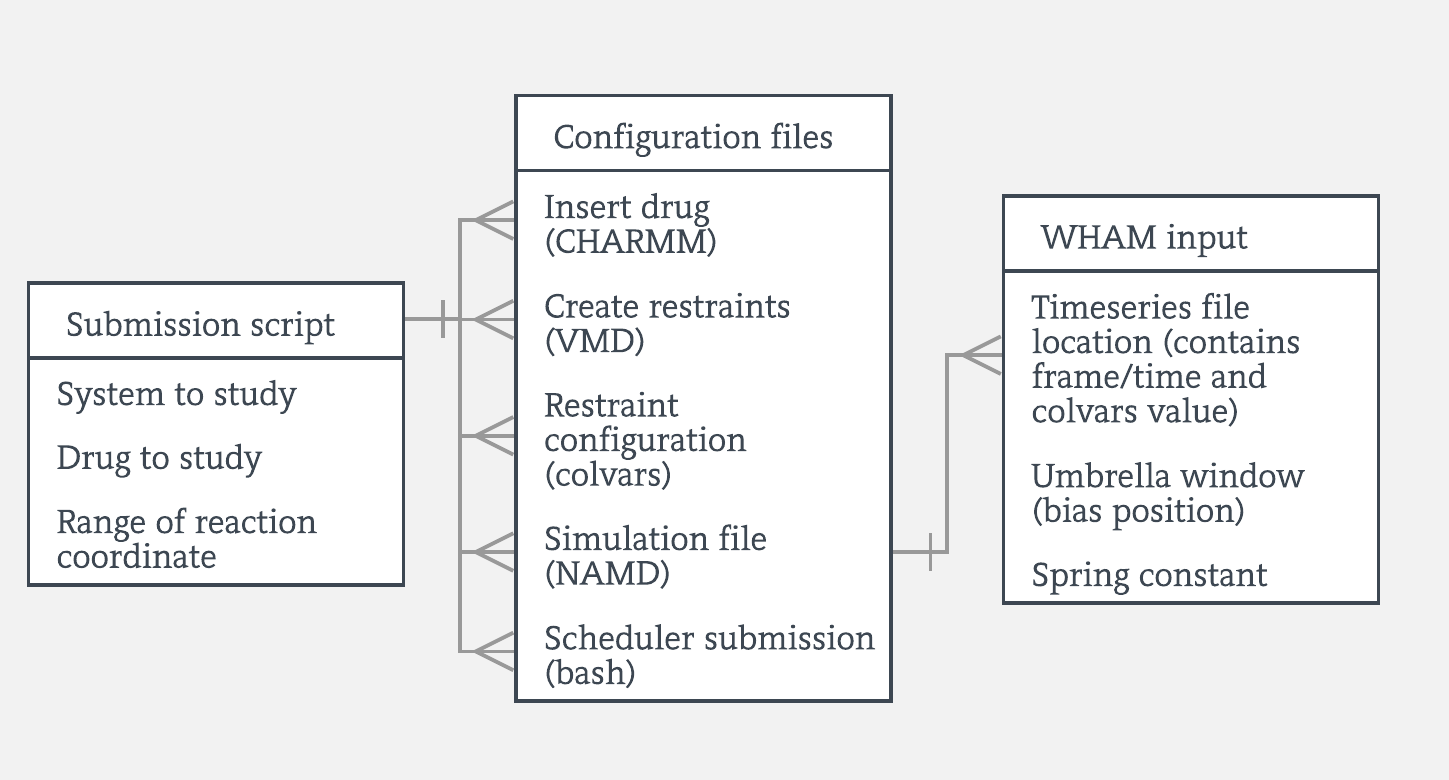 Submission script
System to study
Drug to study
Range of reaction
coordinate
Configuration files
Insert drug
(CHARMM)
Create restraints
(VMD)
Restraint
configuration
(colvars)
Simulation file
(NAMD)
Scheduler submission
(bash)
WHAM input
Timeseries file
location (contains
frame/time and
colvars value)
Umbrella window
(bias position)
Spring constant